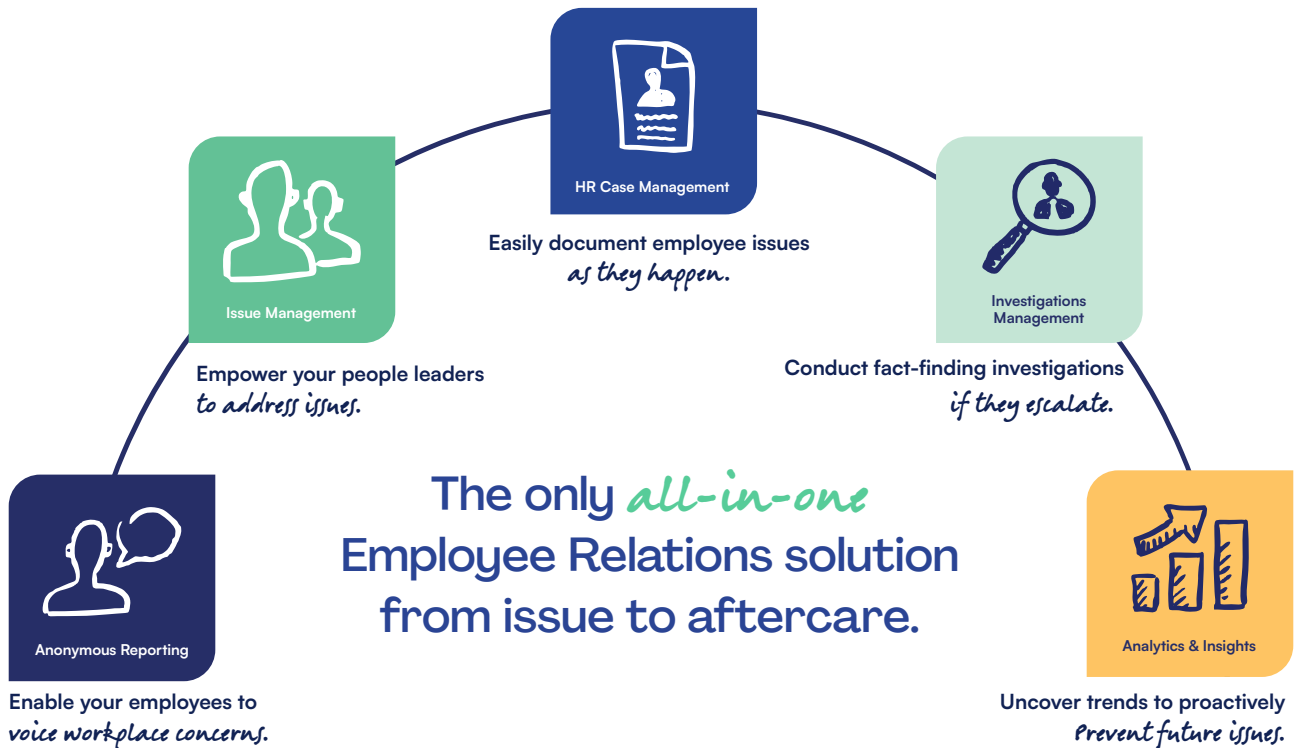 HR Case Management
Easily document employee issues
as they happen.
Issue Management
Empower your people leaders
to address issues.
Investigations
Management
Conduct fact-finding investigations
if they escalate.
The only all-in-one
Employee Relations solution
from issue to aftercare.
Anonymous Reporting
Enable your employees to
voice workplace concerns.
Analytics & Insights
Uncover trends to proactively
Prevent future issues.